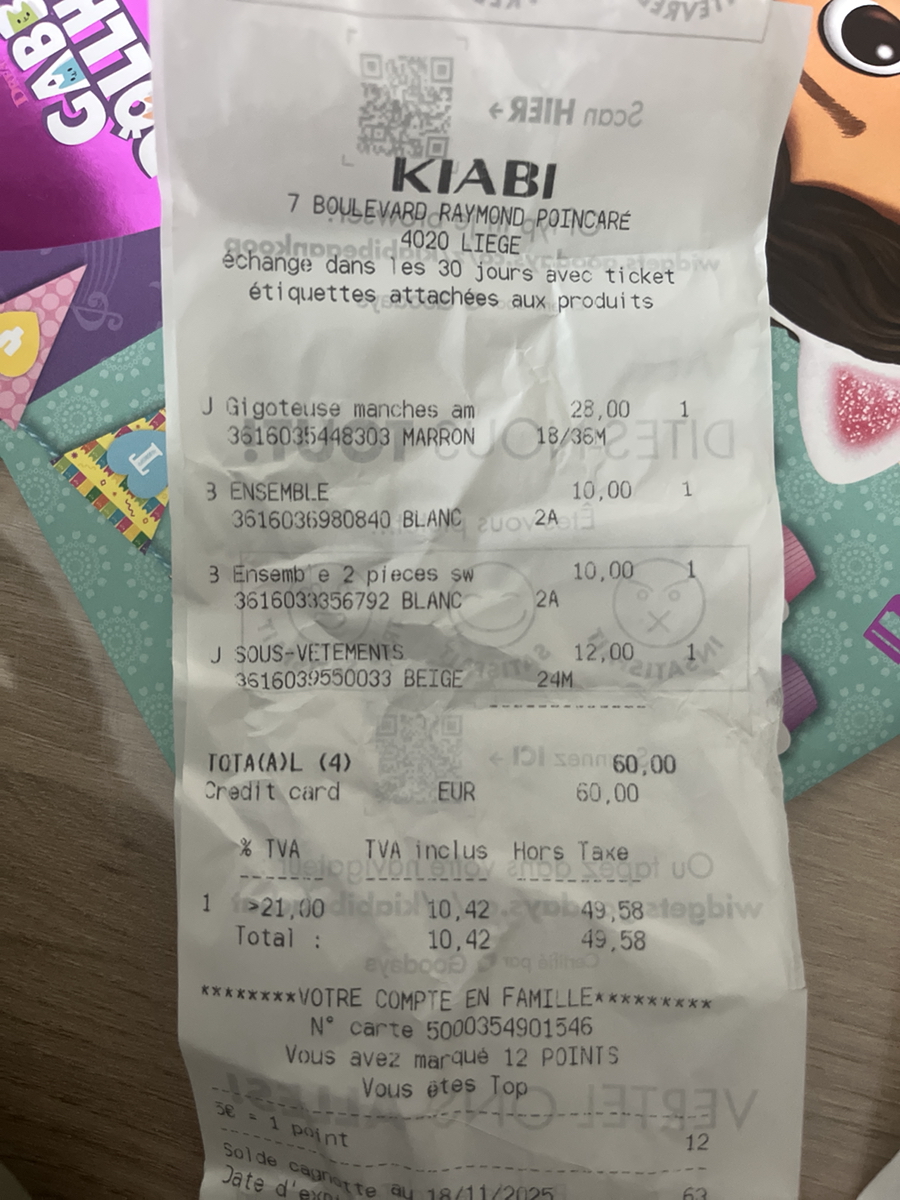 KIABI
7 BOULEVARD RAYMOND POINCARÉ
4020 LIEGE
échange dans les 30 jours avec ticket
étiquettes attachées aux produits
J Gigoteuse manches am 28,00 1
3616035448303 MARRON 18/36M
3 ENSEMBLE 10,00 1
3616036980840 BLANC 2A
3 Ensemble 2 pieces sw 10,00 1
3616033356792 BLANC 2A
J SOUS-VETEMENTS 12,00 1
3616039550033 BEIGE 24M
TOTA(A)L (4) 60,00
Credit card EUR 60,00
% TVA TVA inclus Hors Taxe
1 >21,00 10,42 49,58
Total : 10,42 49,58
********VOTRE COMPTE EN FAMILLE*********
N° carte 5000354901546
Vous avez marqué 12 POINTS
Vous êtes Top
5€ = 1 point 12
Solde cagnotte au 18/11/2025 63